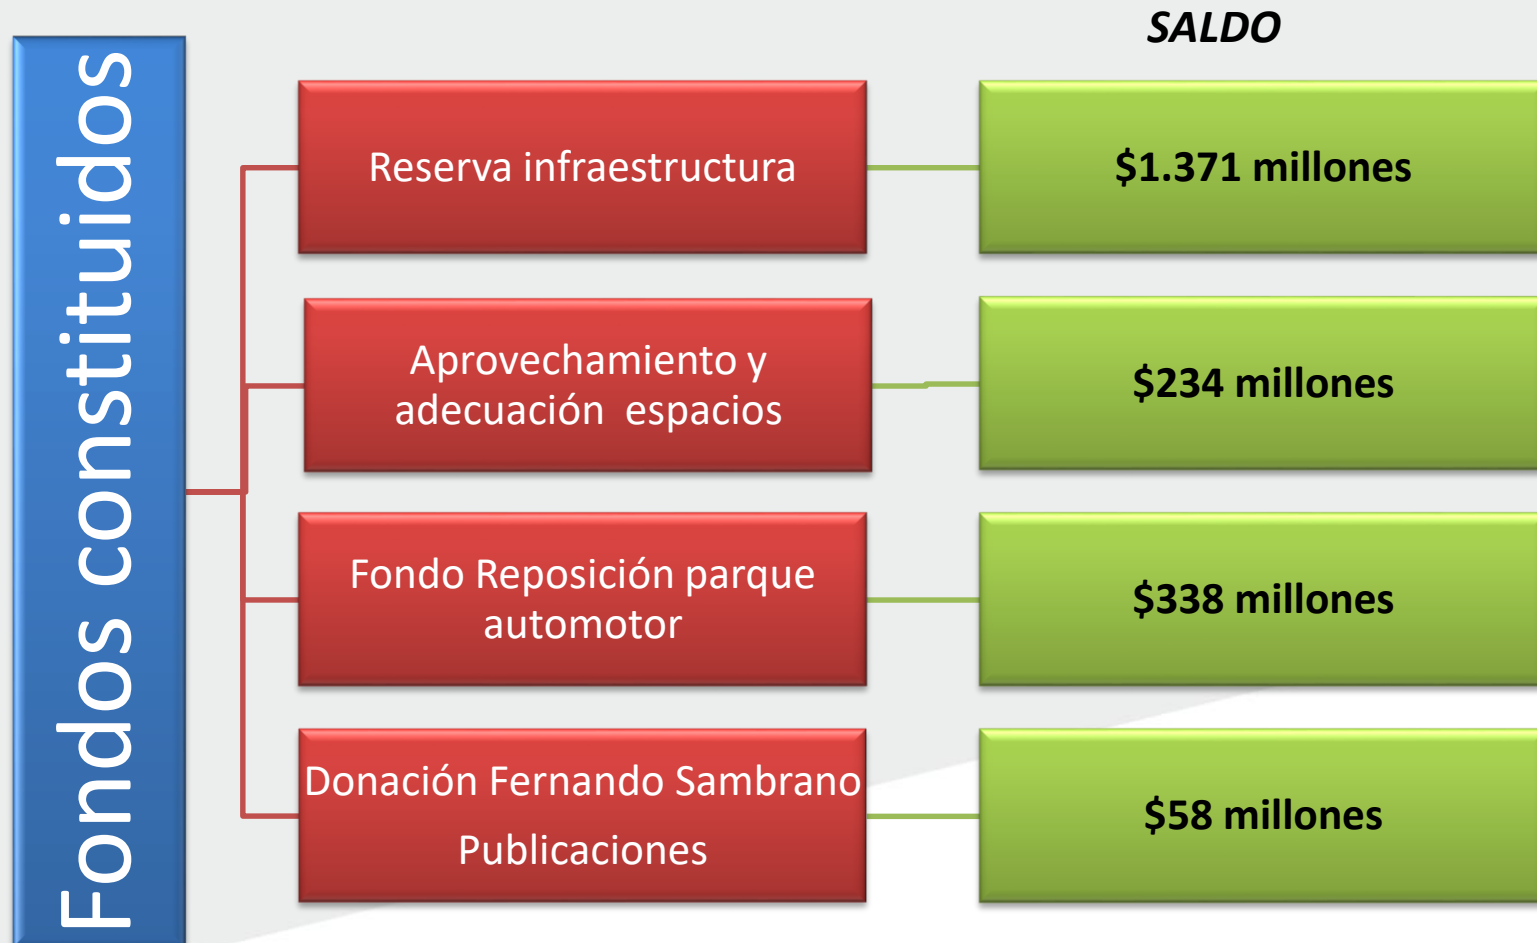 SALDO
Fondos constituidos
Reserva infraestructura
$1.371 millones
Aprovechamiento y
adecuación  espacios
$234 millones
Fondo Reposición parque
automotor
$338 millones
Donación Fernando Sambrano
Publicaciones
$58 millones